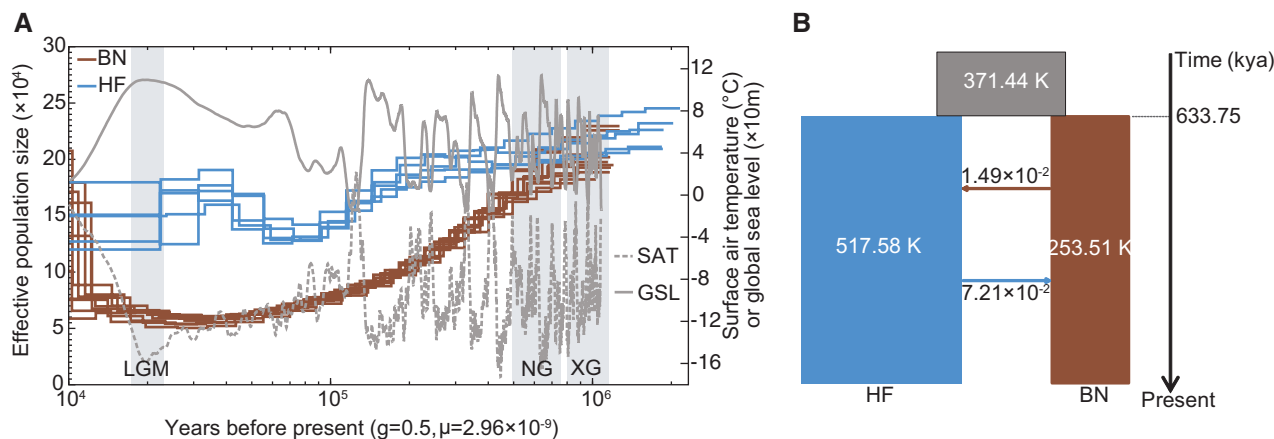 A
Effective population size (×10⁴)
30
25
20
15
10
5
0
BN
HF
LGM
NG
XG
SAT
GSL
12
8
4
0
-4
-8
-12
-16
Surface air temperature (°C)
or global sea level (×10m)
10⁴
10⁵
10⁶
Years before present (g=0.5,μ=2.96×10⁻⁹)
B
371.44 K
Time (kya)
633.75
1.49×10⁻²
517.58 K
253.51 K
7.21×10⁻²
HF
BN
Present